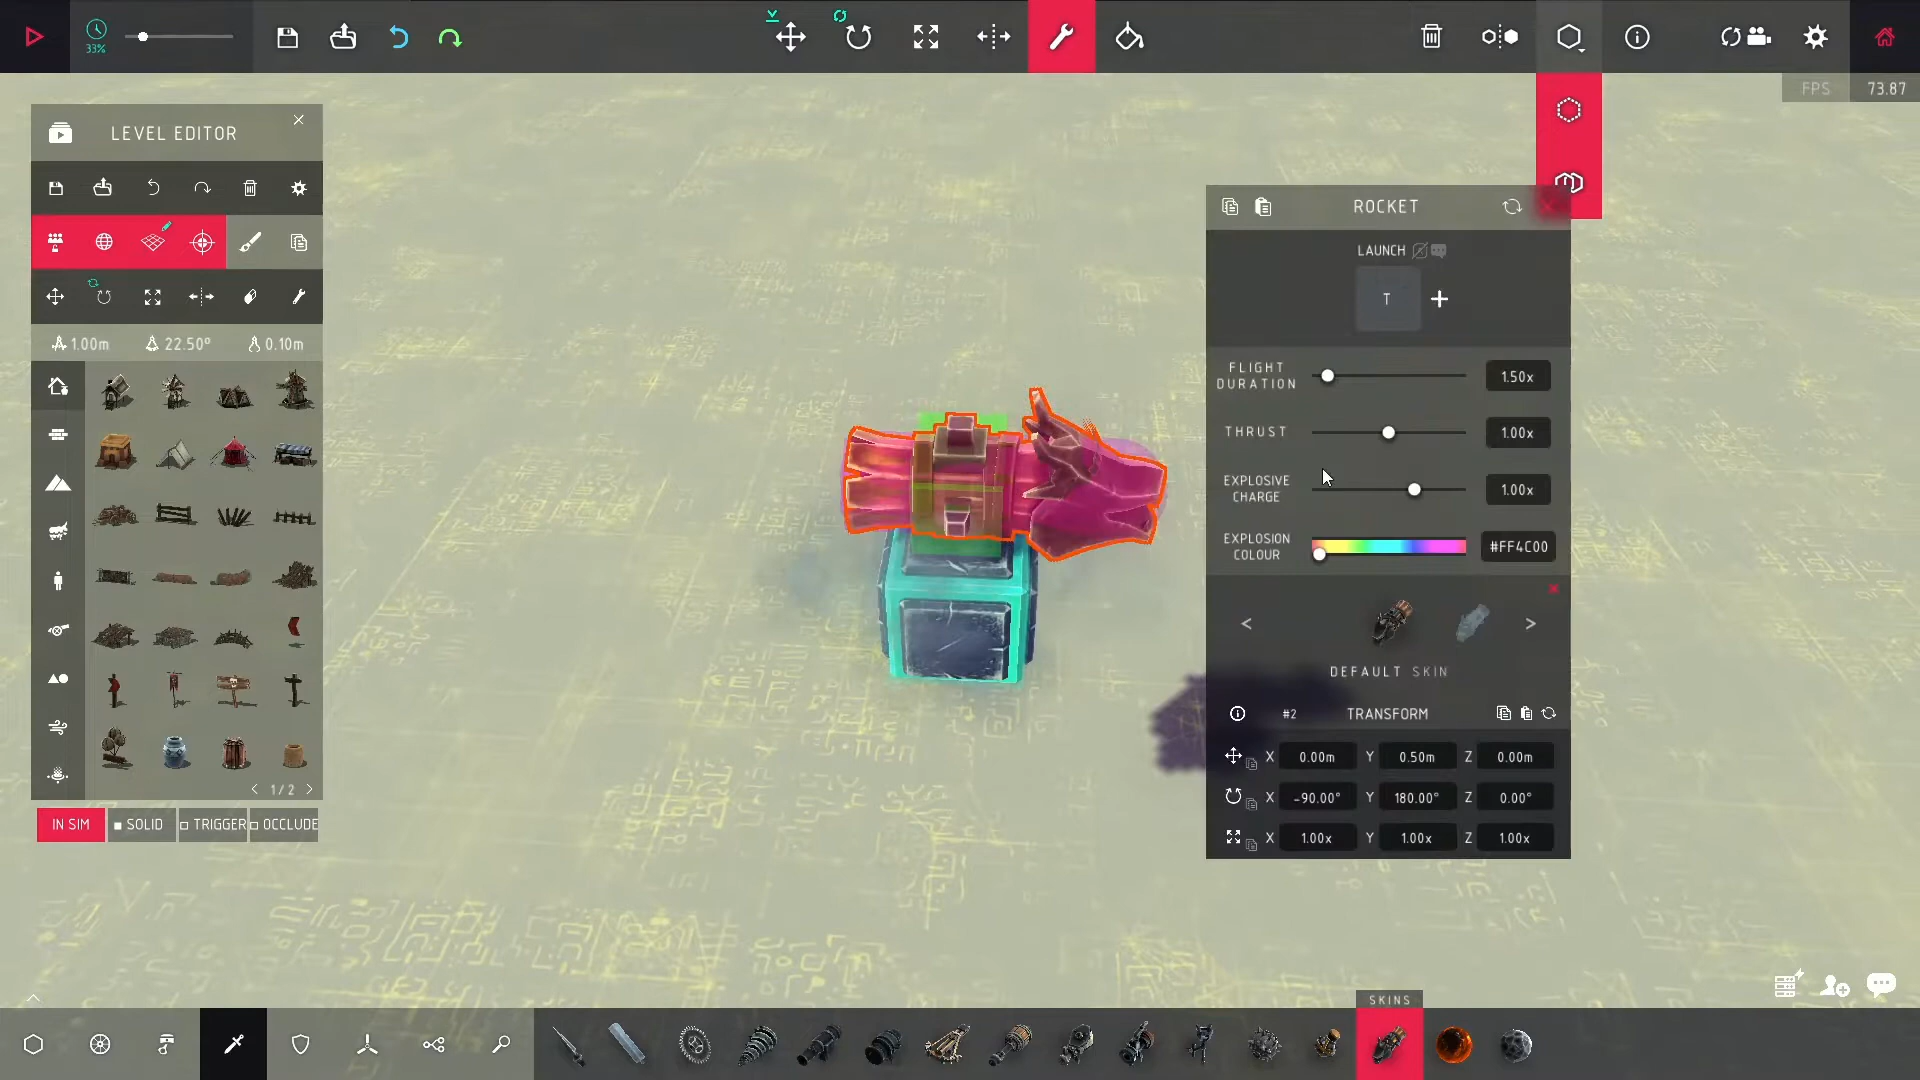 33%
FPS 73.87
LEVEL EDITOR
1.00m 22.50° 0.10m
< 1/2 >
IN SIM SOLID TRIGGER OCCLUDE
ROCKET
LAUNCH
T +
FLIGHT
DURATION
1.50x
THRUST 1.00x
EXPLOSIVE
CHARGE
1.00x
EXPLOSION
COLOUR
#FF4C00
< >
DEFAULT SKIN
#2 TRANSFORM
X 0.00m Y 0.50m Z 0.00m
X -90.00° Y 180.00° Z 0.00°
X 1.00x Y 1.00x Z 1.00x
SKINS